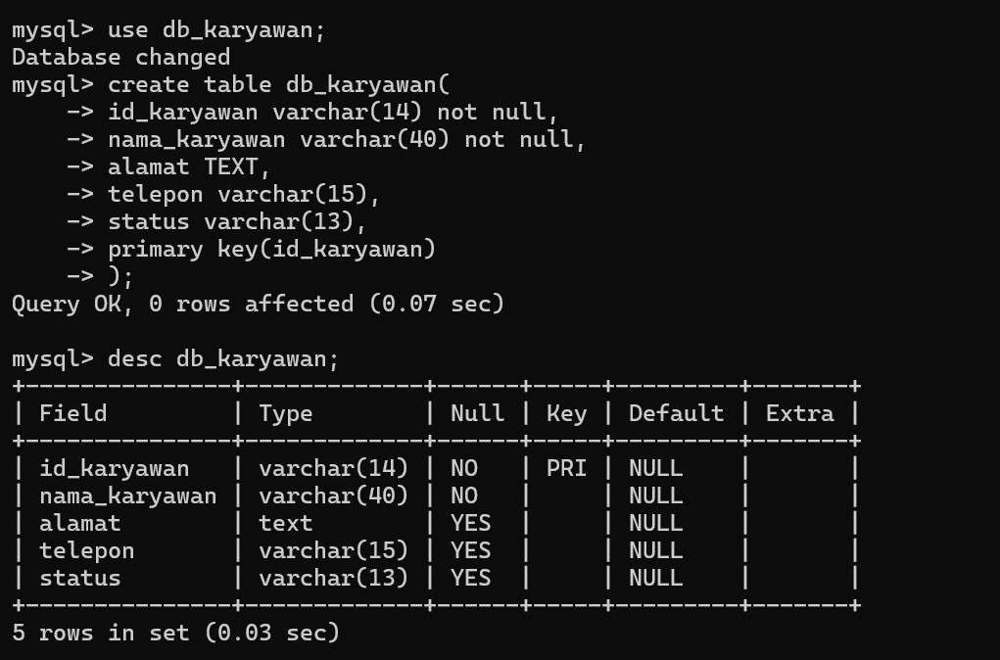 mysql> use db_karyawan;
Database changed
mysql> create table db_karyawan(
    -> id_karyawan varchar(14) not null,
    -> nama_karyawan varchar(40) not null,
    -> alamat TEXT,
    -> telepon varchar(15),
    -> status varchar(13),
    -> primary key(id_karyawan)
    -> );
Query OK, 0 rows affected (0.07 sec)

mysql> desc db_karyawan;
+---------------+-------------+------+-----+---------+-------+
| Field         | Type        | Null | Key | Default | Extra |
+---------------+-------------+------+-----+---------+-------+
| id_karyawan   | varchar(14) | NO   | PRI | NULL    |       |
| nama_karyawan | varchar(40) | NO   |     | NULL    |       |
| alamat        | text        | YES  |     | NULL    |       |
| telepon       | varchar(15) | YES  |     | NULL    |       |
| status        | varchar(13) | YES  |     | NULL    |       |
+---------------+-------------+------+-----+---------+-------+
5 rows in set (0.03 sec)